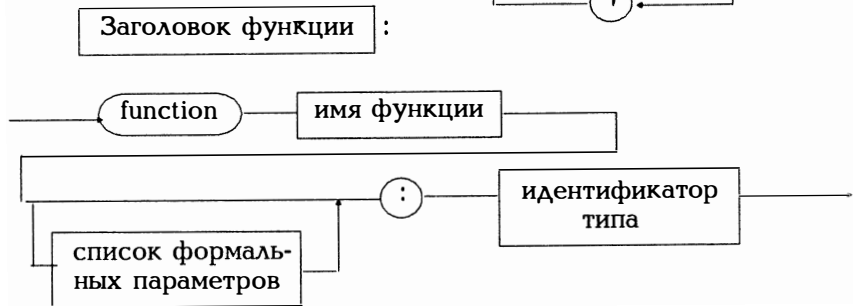 Заголовок функции :
function
имя функции
:
идентификатор
типа
список формаль-
ных параметров